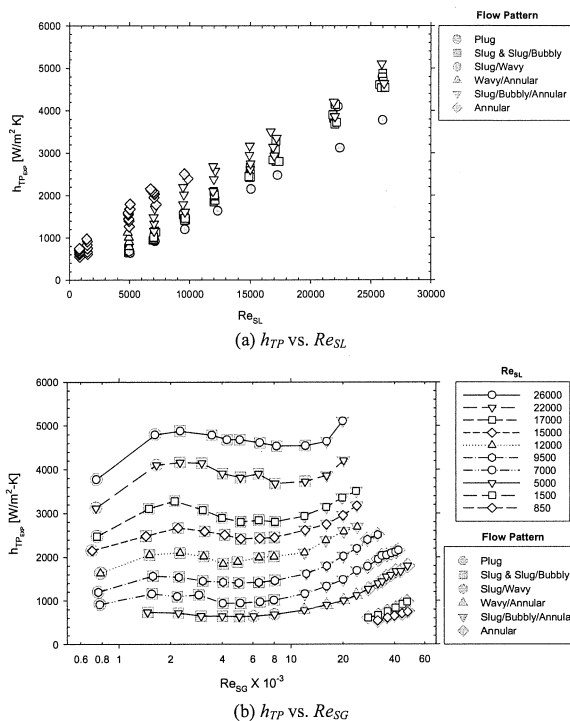 Flow Pattern
Plug
Slug & Slug/Bubbly
Slug/Wavy
Wavy/Annular
Slug/Bubbly/Annular
Annular
6000
5000
4000
3000
2000
1000
0
h_TP_EXP [W/m² K]
0 5000 10000 15000 20000 25000 30000
Re_SL
(a) h_TP vs. Re_SL
Re_SL
26000
22000
17000
15000
12000
9500
7000
5000
1500
850
Flow Pattern
Plug
Slug & Slug/Bubbly
Slug/Wavy
Wavy/Annular
Slug/Bubbly/Annular
Annular
6000
5000
4000
3000
2000
1000
0
h_TP_EXP [W/m²-K]
0.6 0.8 1 2 4 6 8 10 20 40 60
Re_SG X 10⁻³
(b) h_TP vs. Re_SG